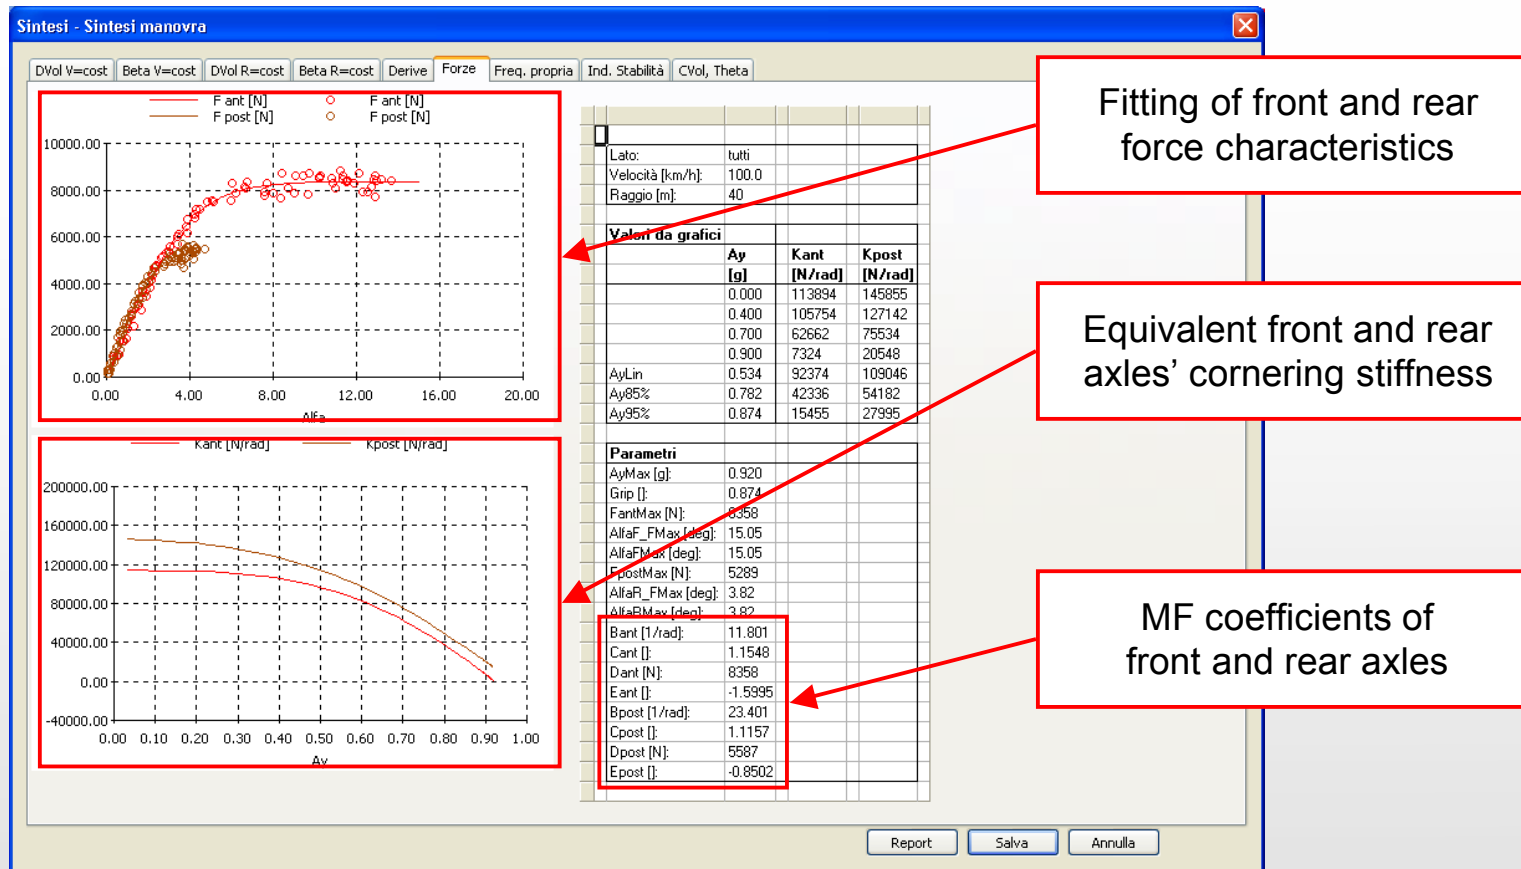 Sintesi - Sintesi manovra
DVol V=cost Beta V=cost DVol R=cost Beta R=cost Derive Forze Freq. propria Ind. Stabilità CVol, Theta
F ant [N] F ant [N]
F post [N] F post [N]
10000.00
8000.00
6000.00
4000.00
2000.00
0.00
0.00 4.00 8.00 12.00 16.00 20.00
Alfa
Kant [N/rad] Kpost [N/rad]
200000.00
160000.00
120000.00
80000.00
40000.00
0.00
-40000.00
0.00 0.10 0.20 0.30 0.40 0.50 0.60 0.70 0.80 0.90 1.00
Ay
Lato: tutti
Velocità [km/h]: 100.0
Raggio [m]: 40
Valori da grafici
Ay Kant Kpost
[g] [N/rad] [N/rad]
0.000 113894 145855
0.400 105754 127142
0.700 62662 75534
0.900 7324 20548
AyLin 0.534 92374 109046
Ay85% 0.782 42336 54182
Ay95% 0.874 15455 27995
Parametri
AyMax [g]: 0.920
Grip []: 0.874
FantMax [N]: 8358
AlfaF_FMax [deg]: 15.05
AlfaFMax [deg]: 15.05
FpostMax [N]: 5289
AlfaR_FMax [deg]: 3.82
AlfaRMax [deg]: 3.82
Bant [1/rad]: 11.801
Cant []: 1.1548
Dant [N]: 8358
Eant []: -1.5995
Bpost [1/rad]: 23.401
Cpost []: 1.1157
Dpost [N]: 5587
Epost []: -0.8502
Fitting of front and rear
force characteristics
Equivalent front and rear
axles’ cornering stiffness
MF coefficients of
front and rear axles
Report Salva Annulla